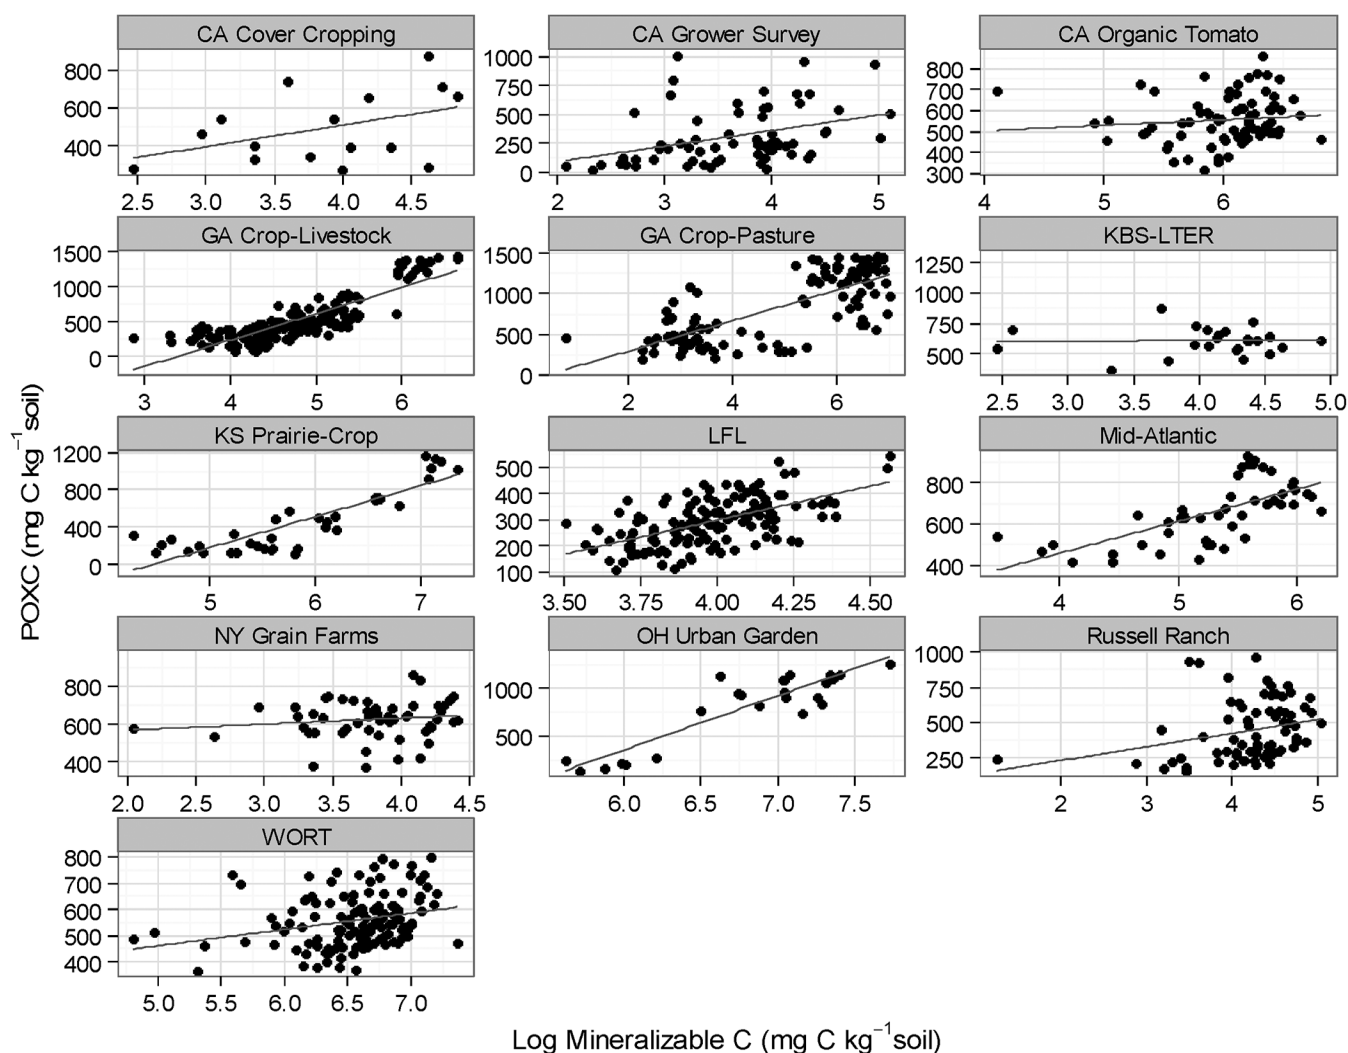 CA Cover Cropping
CA Grower Survey
CA Organic Tomato
800
600
400
1000
750
500
250
0
800
700
600
500
400
300
2.5 3.0 3.5 4.0 4.5
2 3 4 5
4 5 6
GA Crop-Livestock
GA Crop-Pasture
KBS-LTER
1500
1000
500
0
1500
1000
500
0
1250
1000
750
500
3 4 5 6
2 4 6
2.5 3.0 3.5 4.0 4.5 5.0
KS Prairie-Crop
LFL
Mid-Atlantic
1200
800
400
0
500
400
300
200
100
800
600
400
5 6 7
3.50 3.75 4.00 4.25 4.50
4 5 6
NY Grain Farms
OH Urban Garden
Russell Ranch
800
600
400
1000
500
1000
750
500
250
2.0 2.5 3.0 3.5 4.0 4.5
6.0 6.5 7.0 7.5
2 3 4 5
WORT
800
700
600
500
400
5.0 5.5 6.0 6.5 7.0
POXC (mg C kg⁻¹soil)
Log Mineralizable C (mg C kg⁻¹soil)